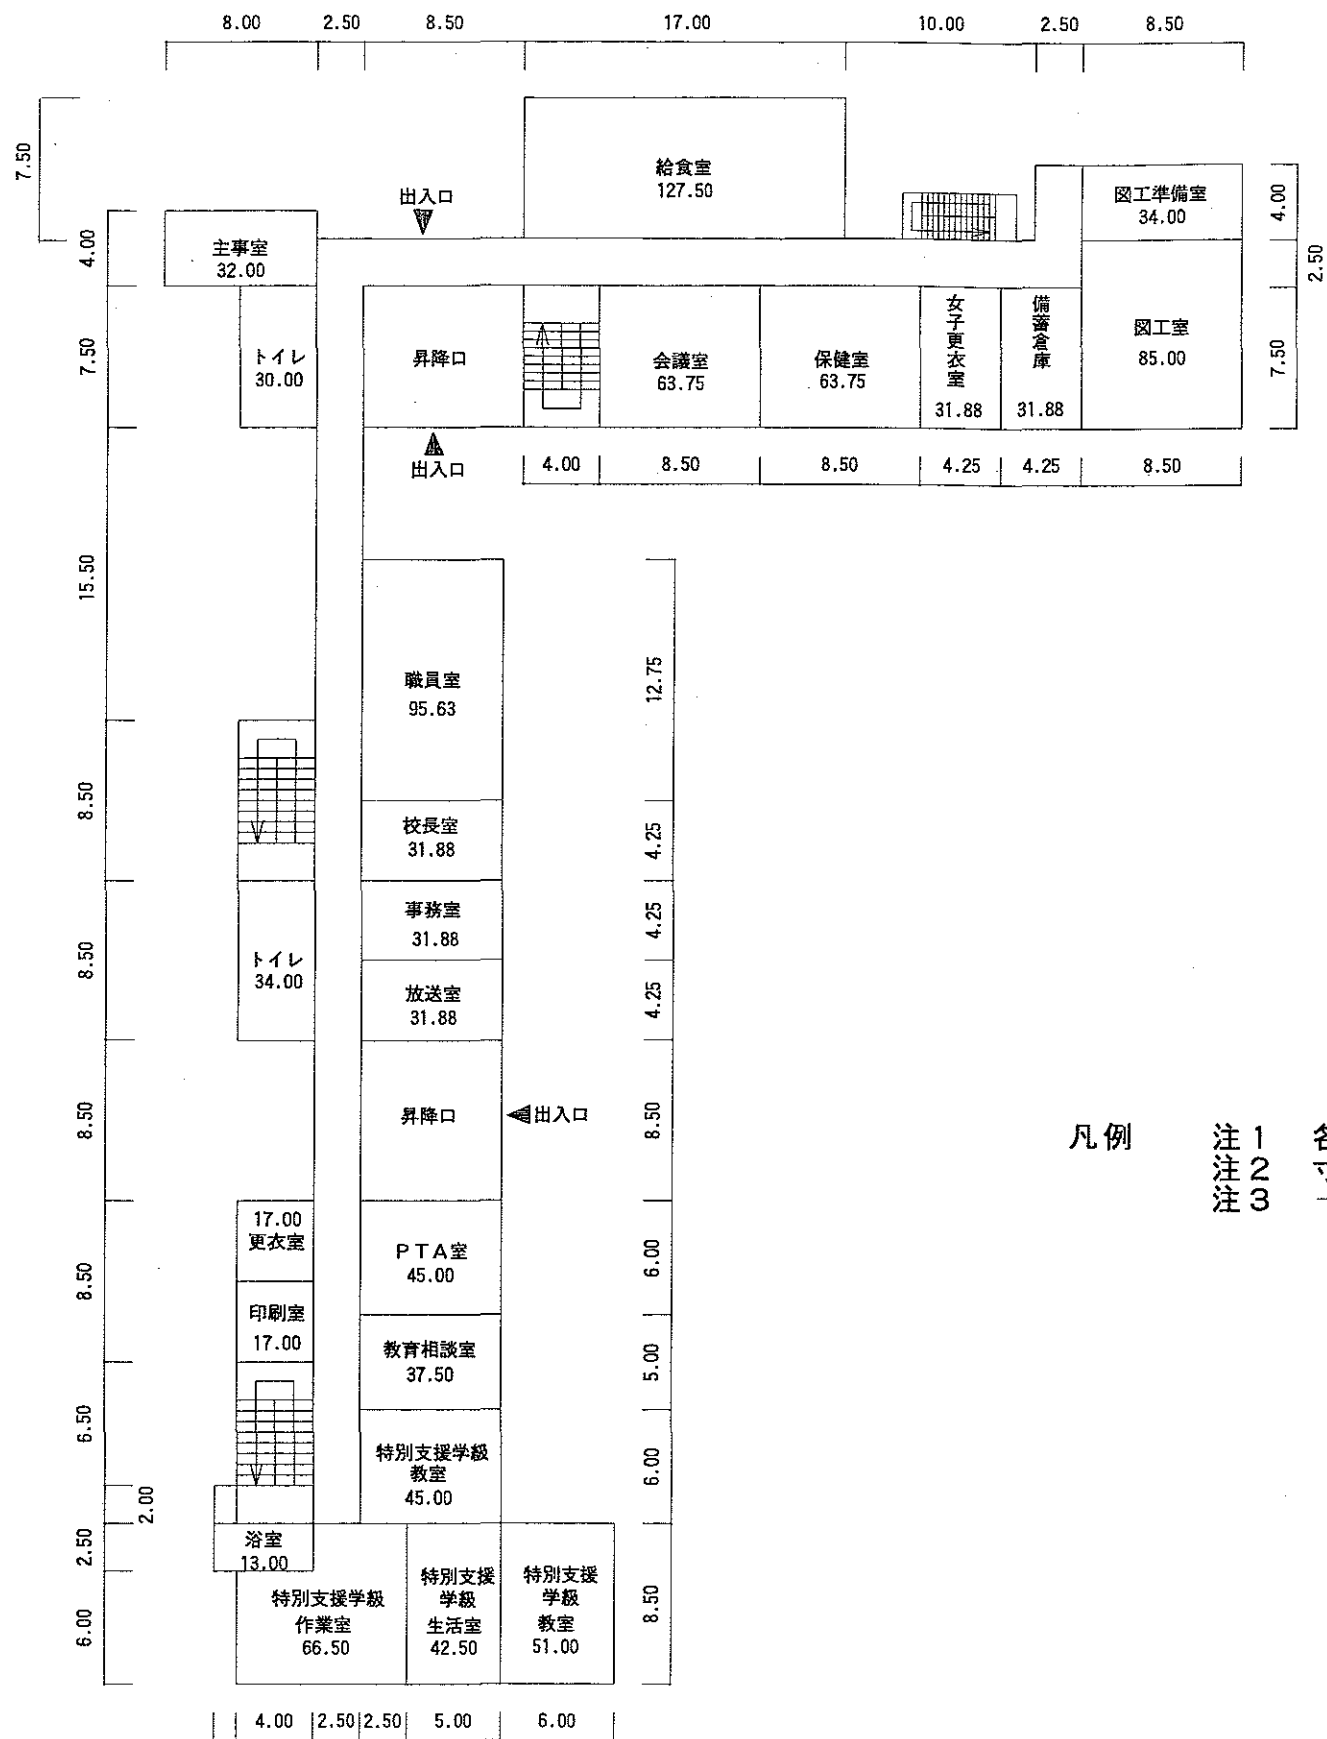 8.00 2.50 8.50 17.00 10.00 2.50 8.50
7.50
給食室
127.50
出入口
図工準備室
34.00
4.00
主事室
32.00
4.00
2.50
トイレ
30.00
7.50
昇降口
会議室
63.75
保健室
63.75
女子更衣室
31.88
備蓄倉庫
31.88
図工室
85.00
7.50
出入口
4.00 8.50 8.50 4.25 4.25 8.50
15.50
職員室
95.63
12.75
8.50
校長室
31.88
4.25
事務室
31.88
4.25
トイレ
34.00
8.50
放送室
31.88
4.25
8.50
昇降口
出入口
8.50
凡例 注1
注2
注3
17.00
更衣室
PTA室
45.00
6.00
8.50
印刷室
17.00
教育相談室
37.50
5.00
6.50
特別支援学級
教室
45.00
6.00
2.00
2.50
浴室
13.00
特別支援学級
作業室
66.50
特別支援
学級
生活室
42.50
特別支援
学級
教室
51.00
8.50
6.00
4.00 2.50 2.50 5.00 6.00